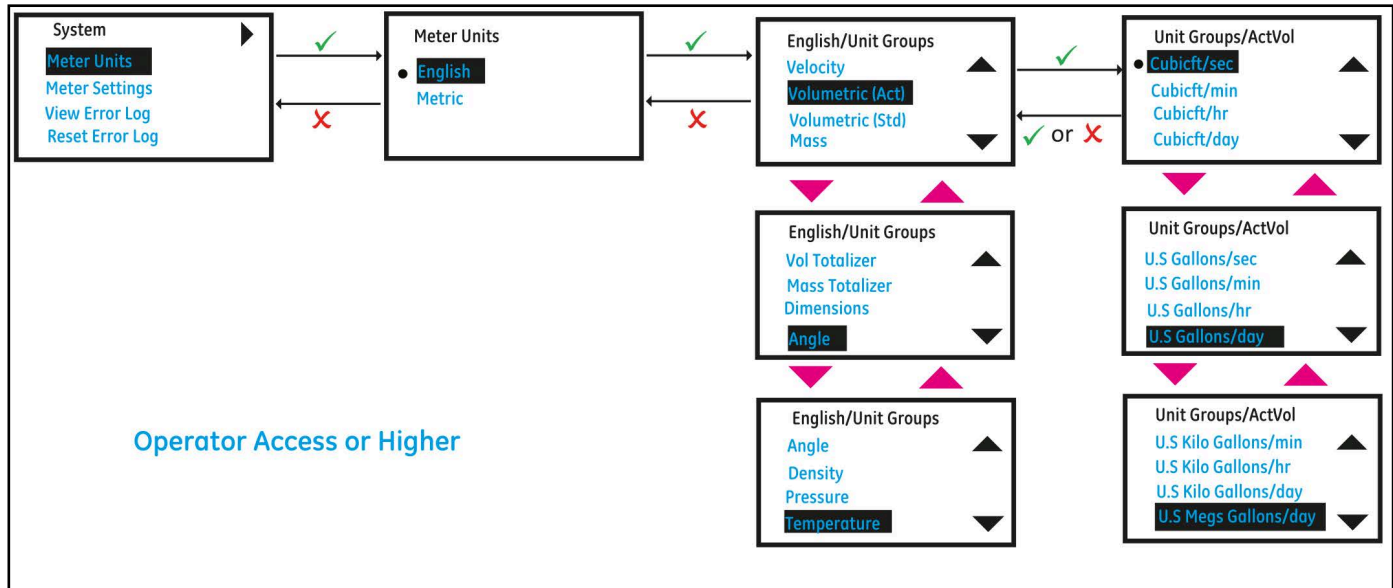 System
Meter Units
Meter Settings
View Error Log
Reset Error Log
Meter Units
English
Metric
English/Unit Groups
Velocity
Volumetric (Act)
Volumetric (Std)
Mass
✓ or ✗
Unit Groups/ActVol
Cubicft/sec
Cubicft/min
Cubicft/hr
Cubicft/day
English/Unit Groups
Vol Totalizer
Mass Totalizer
Dimensions
Angle
Unit Groups/ActVol
U.S Gallons/sec
U.S Gallons/min
U.S Gallons/hr
U.S Gallons/day
English/Unit Groups
Angle
Density
Pressure
Temperature
Unit Groups/ActVol
U.S Kilo Gallons/min
U.S Kilo Gallons/hr
U.S Kilo Gallons/day
U.S Megs Gallons/day
Operator Access or Higher